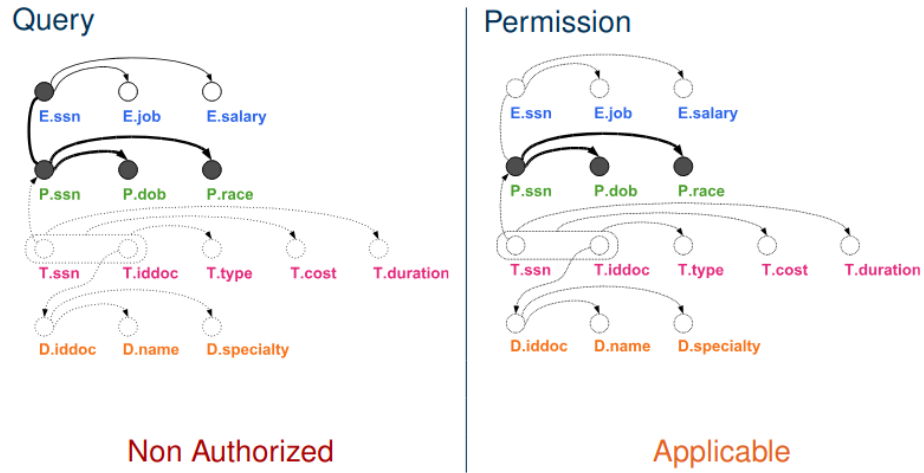 Query
E.ssn E.job E.salary
P.ssn P.dob P.race
T.ssn T.iddoc T.type T.cost T.duration
D.iddoc D.name D.specialty
Non Authorized
Permission
E.ssn E.job E.salary
P.ssn P.dob P.race
T.ssn T.iddoc T.type T.cost T.duration
D.iddoc D.name D.specialty
Applicable